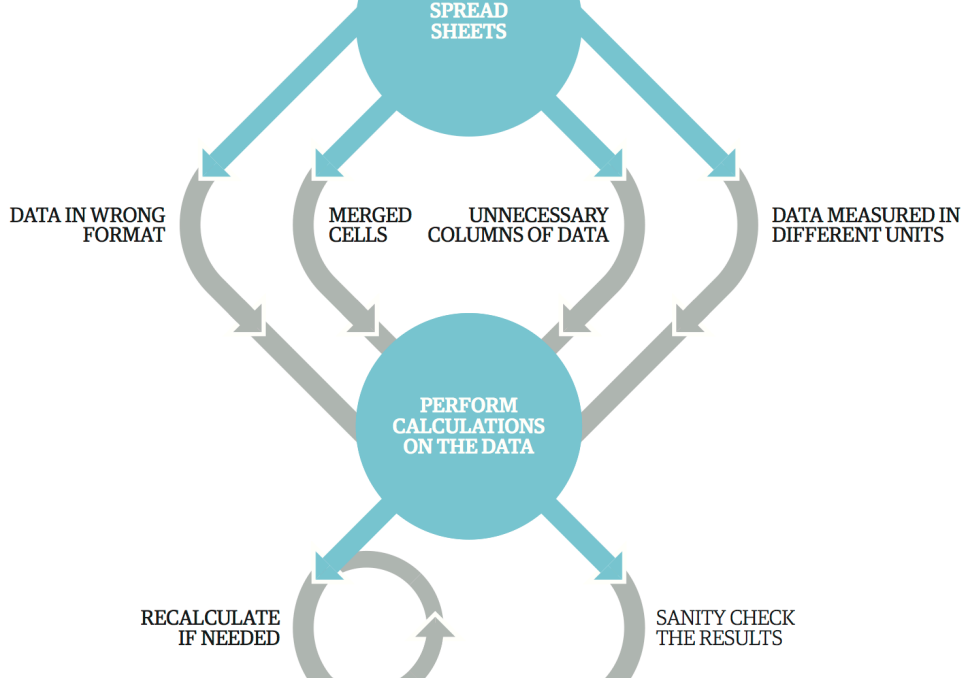 SPREAD
SHEETS
DATA IN WRONG
FORMAT
MERGED
CELLS
UNNECESSARY
COLUMNS OF DATA
DATA MEASURED IN
DIFFERENT UNITS
PERFORM
CALCULATIONS
ON THE DATA
RECALCULATE
IF NEEDED
SANITY CHECK
THE RESULTS